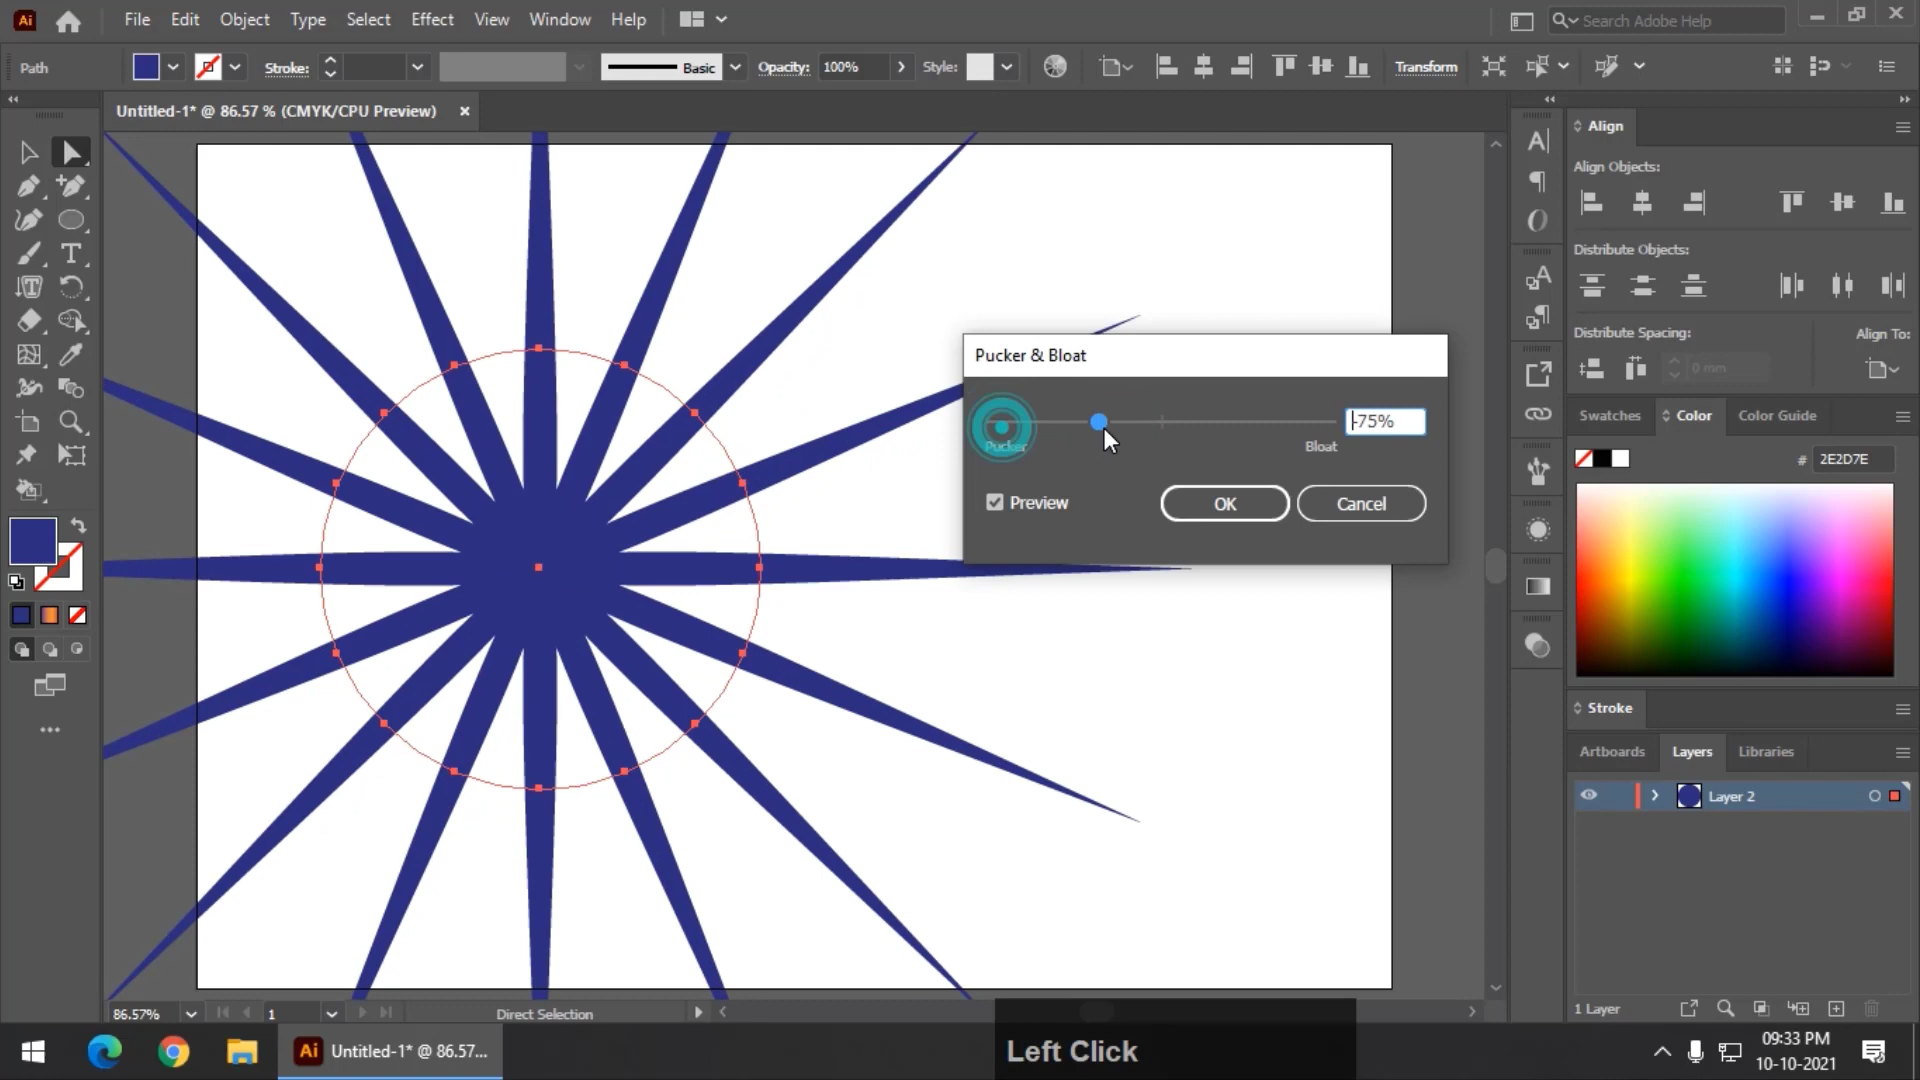 Ai File Edit Object Type Select Effect View Window Help Search Adobe Help
Path Stroke: Basic Opacity: 100% Style: Transform
Untitled-1* @ 86.57 % (CMYK/CPU Preview)
Align
Align Objects:
Distribute Objects:
Distribute Spacing: Align To:
0 mm
Pucker & Bloat
-75%
Pucker Bloat
Preview OK Cancel
Swatches Color Color Guide
# 2E2D7E
Stroke
Artboards Layers Libraries
Layer 2
1 Layer
86.57% 1 Direct Selection
Left Click
Ai Untitled-1* @ 86.57...
09:33 PM
10-10-2021